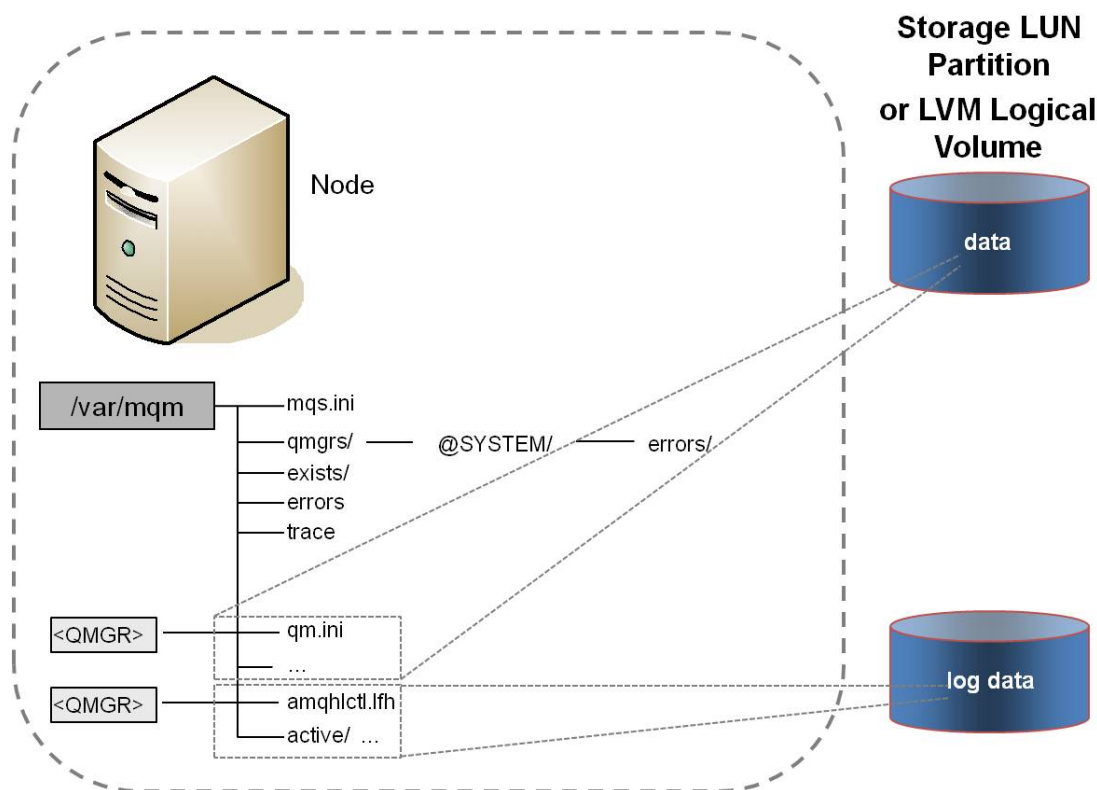 Storage LUN
Partition
or LVM Logical
Volume
Node
data
/var/mqm
mqs.ini
qmgrs/
@SYSTEM/
errors/
exists/
errors
trace
<QMGR>
qm.ini
...
<QMGR>
amqhlctl.lfh
active/ ...
log data